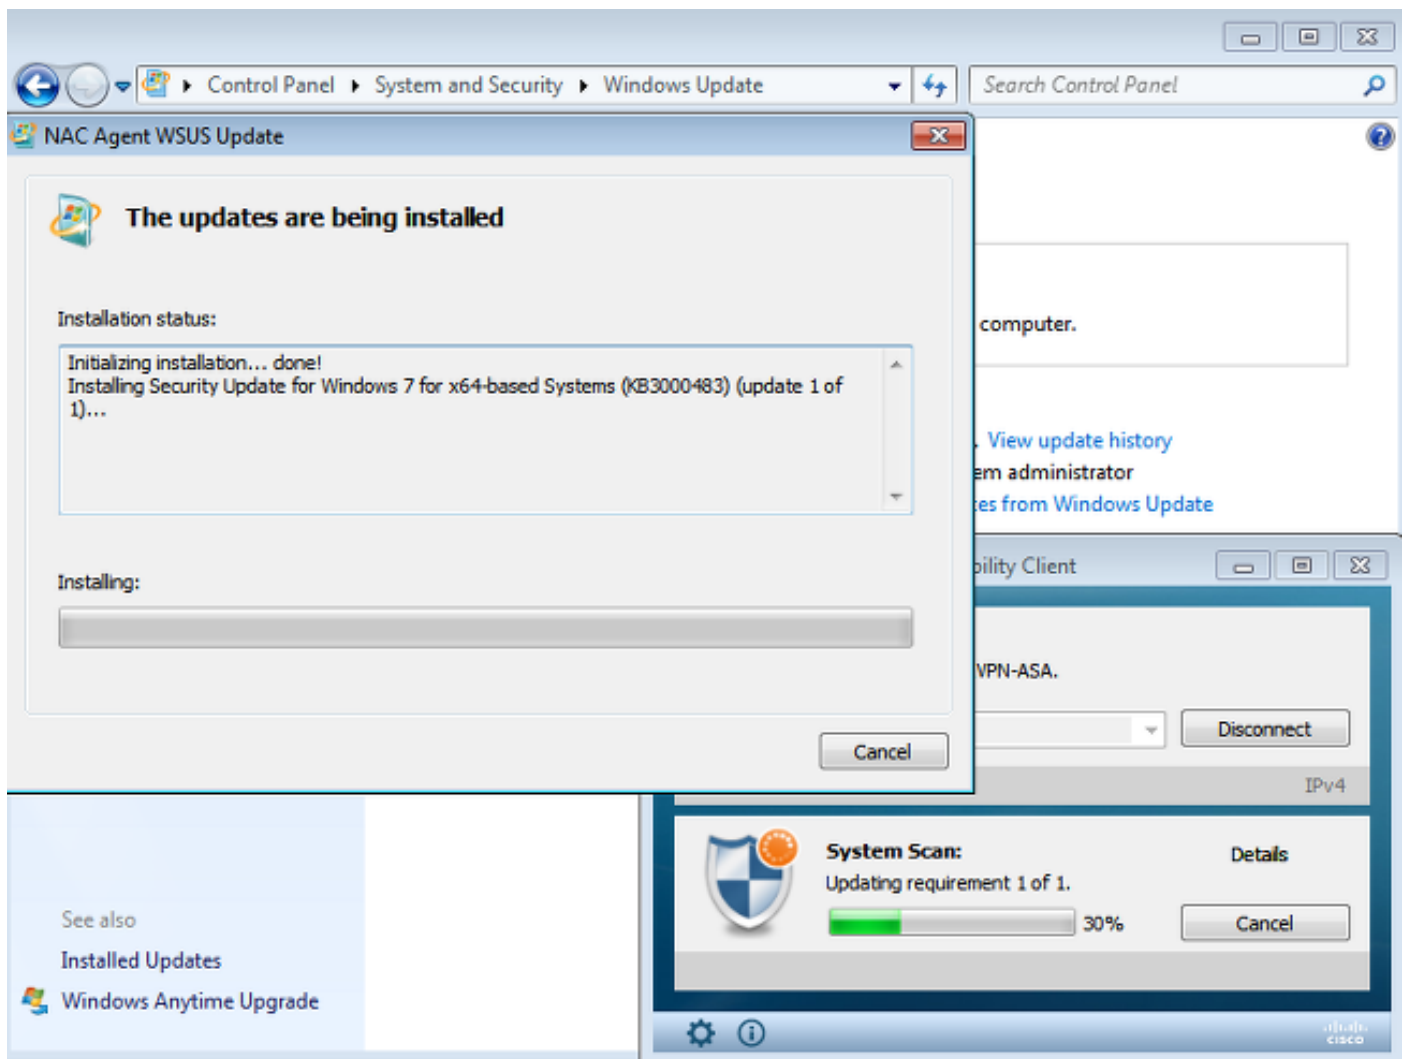 Control Panel System and Security Windows Update
Search Control Panel
NAC Agent WSUS Update
The updates are being installed
Installation status:
Initializing installation... done!
Installing Security Update for Windows 7 for x64-based Systems (KB3000483) (update 1 of
1)...
Installing:
Cancel
computer.
. View update history
em administrator
es from Windows Update
bility Client
VPN-ASA.
Disconnect
IPv4
System Scan:
Details
Updating requirement 1 of 1.
30%
Cancel
See also
Installed Updates
Windows Anytime Upgrade
cisco